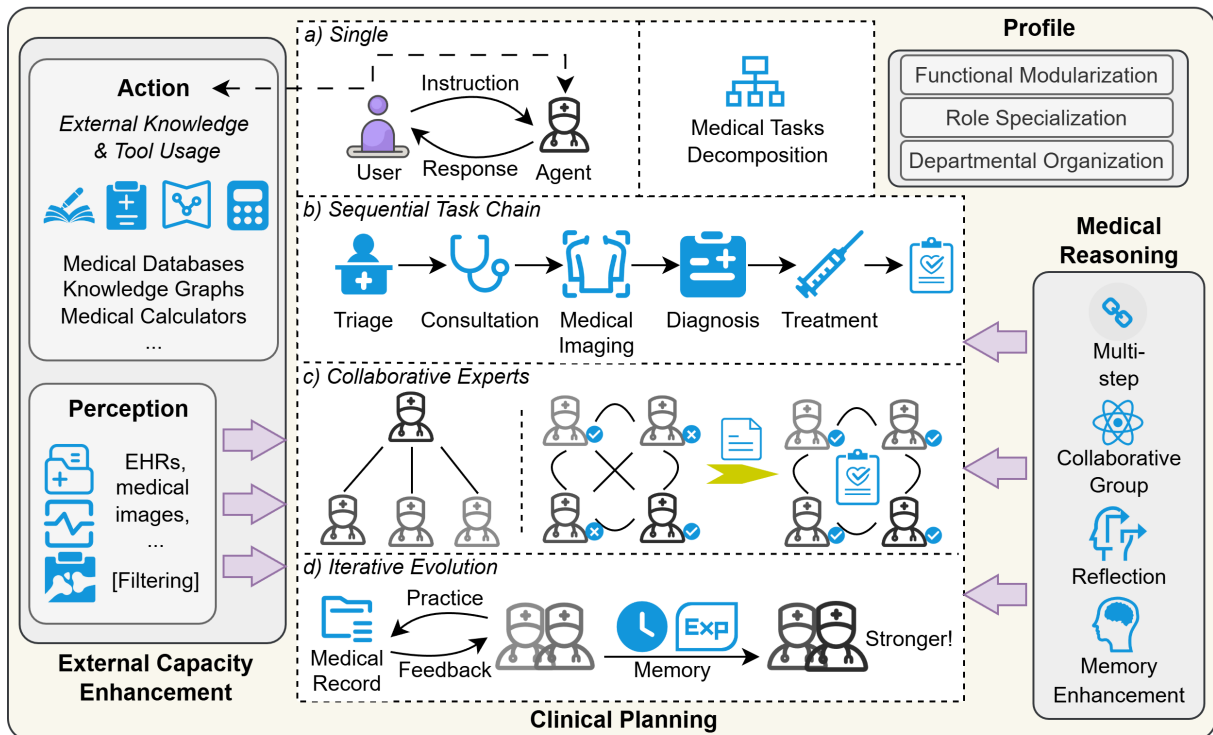 Action
External Knowledge
& Tool Usage
Medical Databases
Knowledge Graphs
Medical Calculators
...
Perception
EHRs,
medical
images,
...
[Filtering]
External Capacity
Enhancement
a) Single
Instruction
User
Response
Agent
Medical Tasks
Decomposition
b) Sequential Task Chain
Triage
Consultation
Medical
Imaging
Diagnosis
Treatment
c) Collaborative Experts
d) Iterative Evolution
Practice
Medical
Record
Feedback
Exp
Memory
Stronger!
Clinical Planning
Profile
Functional Modularization
Role Specialization
Departmental Organization
Medical
Reasoning
Multi-
step
Collaborative
Group
Reflection
Memory
Enhancement